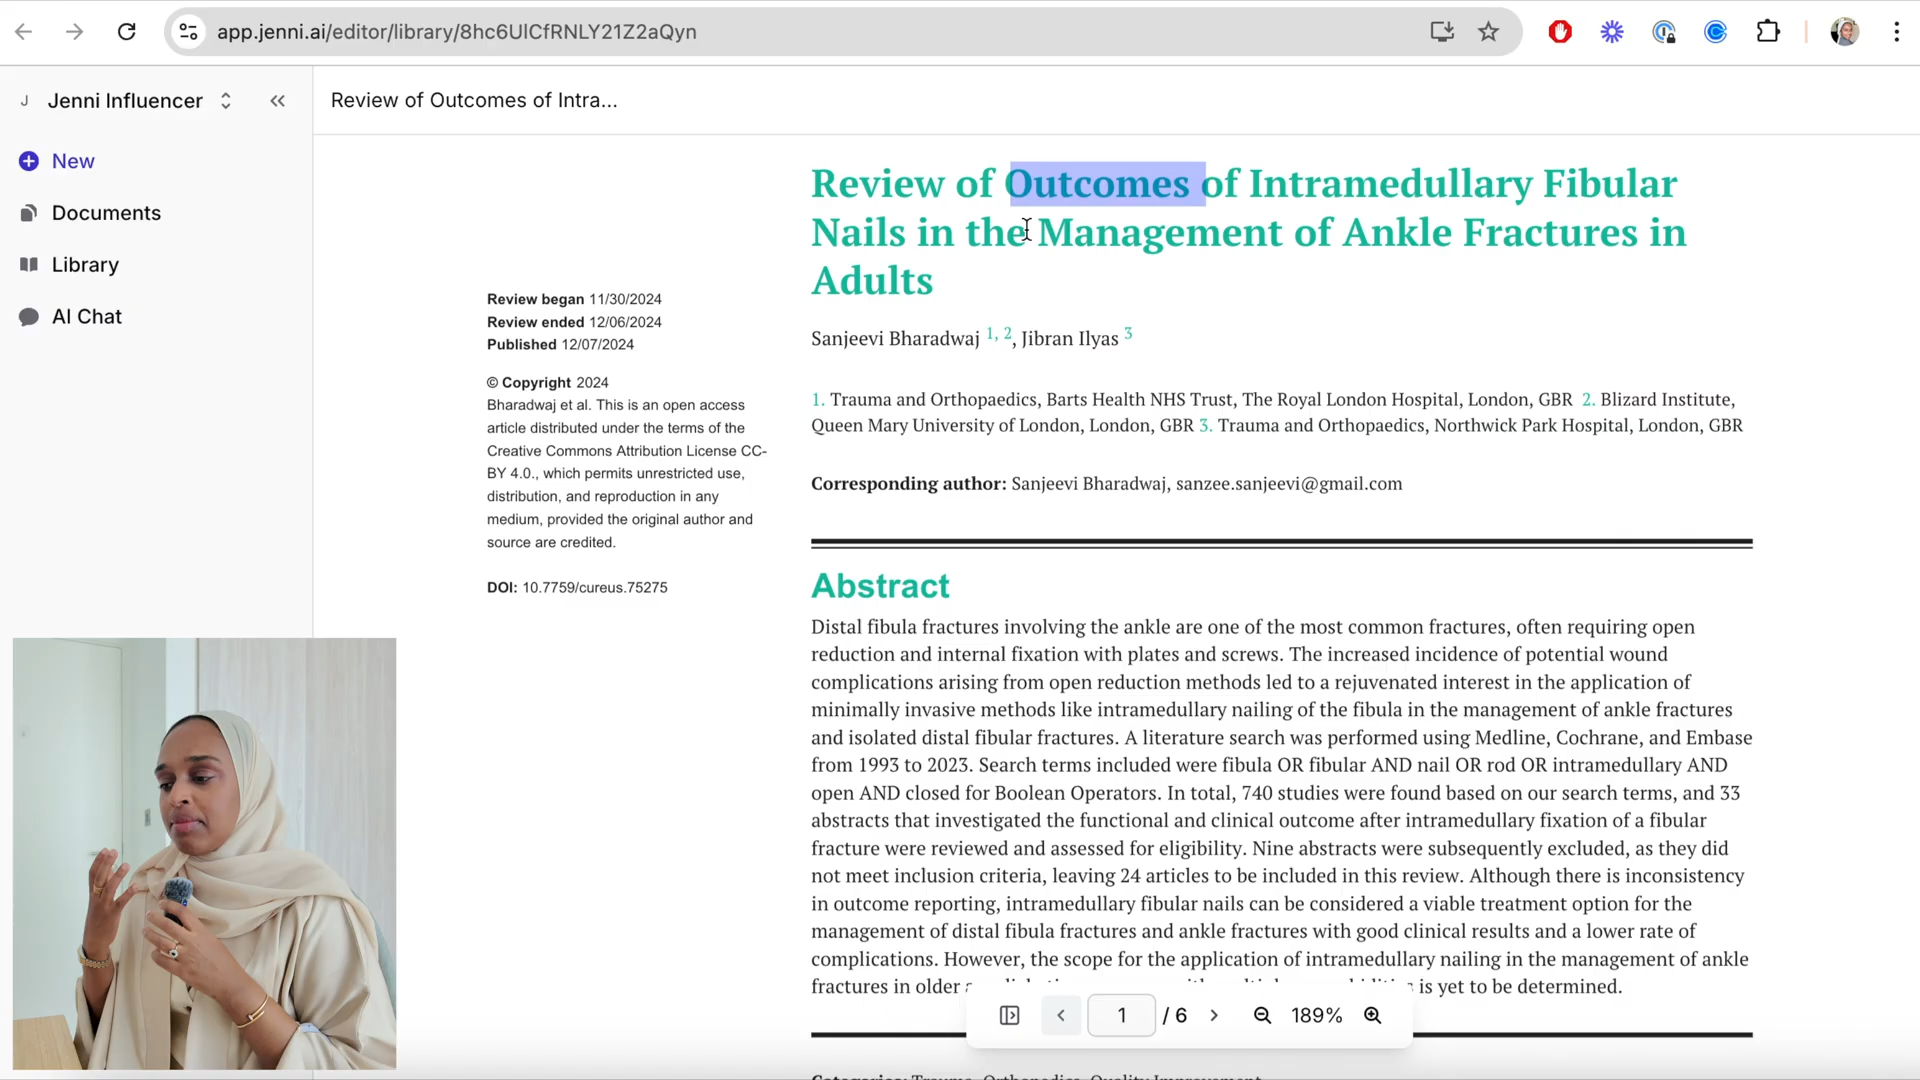 app.jenni.ai/editor/library/8hc6UlCfRNLY21Z2aQyn
J Jenni Influencer
Review of Outcomes of Intra...
New
Documents
Library
AI Chat
Review of Outcomes of Intramedullary Fibular
Nails in the Management of Ankle Fractures in
Adults
Review began 11/30/2024
Review ended 12/06/2024
Published 12/07/2024
© Copyright 2024
Bharadwaj et al. This is an open access
article distributed under the terms of the
Creative Commons Attribution License CC-
BY 4.0., which permits unrestricted use,
distribution, and reproduction in any
medium, provided the original author and
source are credited.
DOI: 10.7759/cureus.75275
Sanjeevi Bharadwaj 1, 2, Jibran Ilyas 3
1. Trauma and Orthopaedics, Barts Health NHS Trust, The Royal London Hospital, London, GBR 2. Blizard Institute,
Queen Mary University of London, London, GBR 3. Trauma and Orthopaedics, Northwick Park Hospital, London, GBR
Corresponding author: Sanjeevi Bharadwaj, sanzee.sanjeevi@gmail.com
Abstract
Distal fibula fractures involving the ankle are one of the most common fractures, often requiring open
reduction and internal fixation with plates and screws. The increased incidence of potential wound
complications arising from open reduction methods led to a rejuvenated interest in the application of
minimally invasive methods like intramedullary nailing of the fibula in the management of ankle fractures
and isolated distal fibular fractures. A literature search was performed using Medline, Cochrane, and Embase
from 1993 to 2023. Search terms included were fibula OR fibular AND nail OR rod OR intramedullary AND
open AND closed for Boolean Operators. In total, 740 studies were found based on our search terms, and 33
abstracts that investigated the functional and clinical outcome after intramedullary fixation of a fibular
fracture were reviewed and assessed for eligibility. Nine abstracts were subsequently excluded, as they did
not meet inclusion criteria, leaving 24 articles to be included in this review. Although there is inconsistency
in outcome reporting, intramedullary fibular nails can be considered a viable treatment option for the
management of distal fibula fractures and ankle fractures with good clinical results and a lower rate of
complications. However, the scope for the application of intramedullary nailing in the management of ankle
fractures in older is yet to be determined.
1 / 6 189%
Categories: Trauma, Orthopedics, Quality Improvement